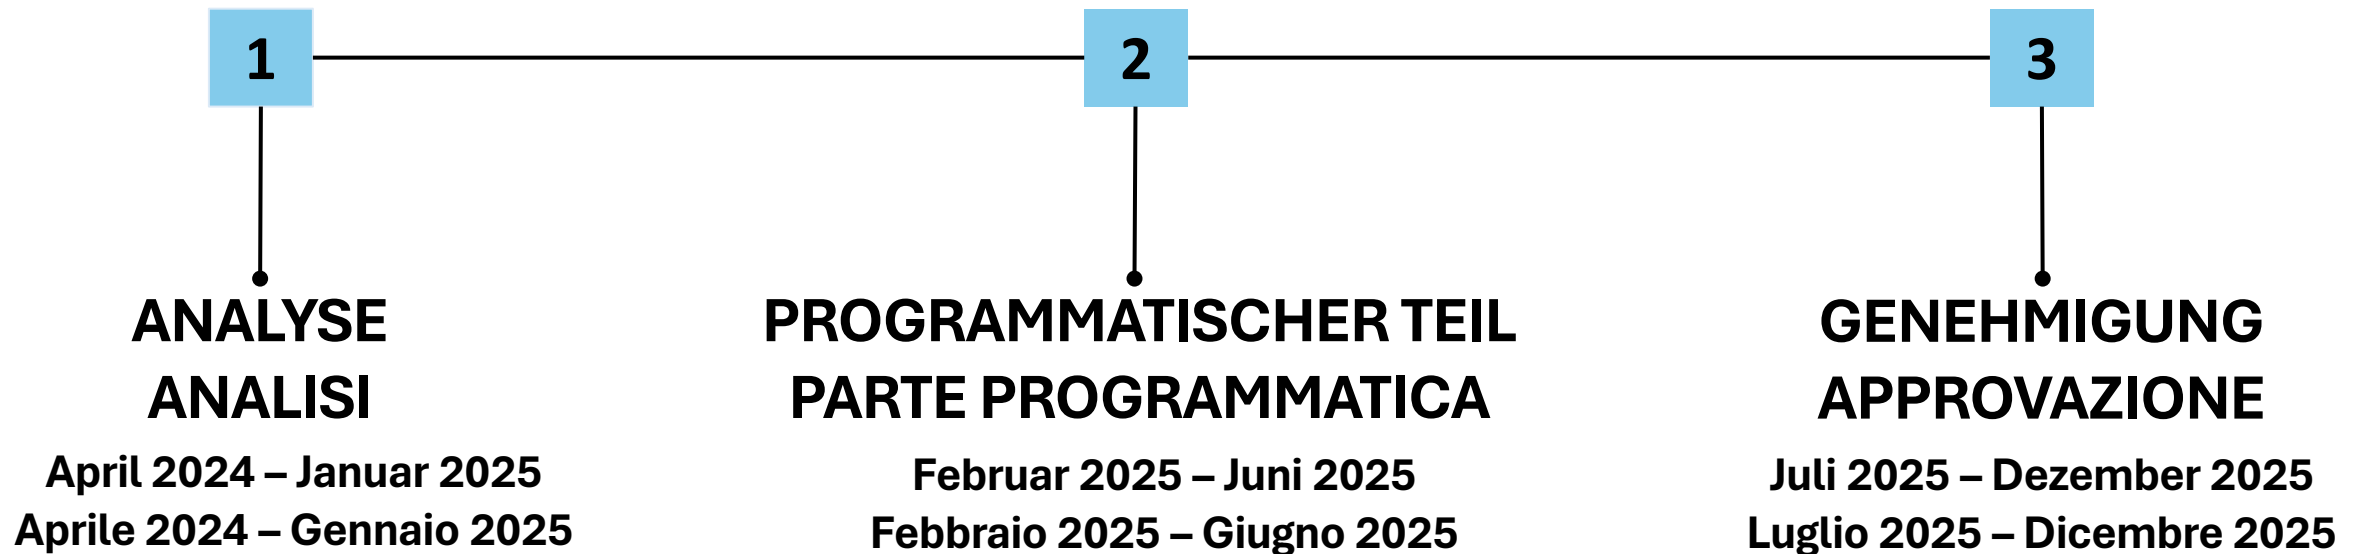 1
2
3
ANALYSE
ANALISI
April 2024 – Januar 2025
Aprile 2024 – Gennaio 2025
PROGRAMMATISCHER TEIL
PARTE PROGRAMMATICA
Februar 2025 – Juni 2025
Febbraio 2025 – Giugno 2025
GENEHMIGUNG
APPROVAZIONE
Juli 2025 – Dezember 2025
Luglio 2025 – Dicembre 2025